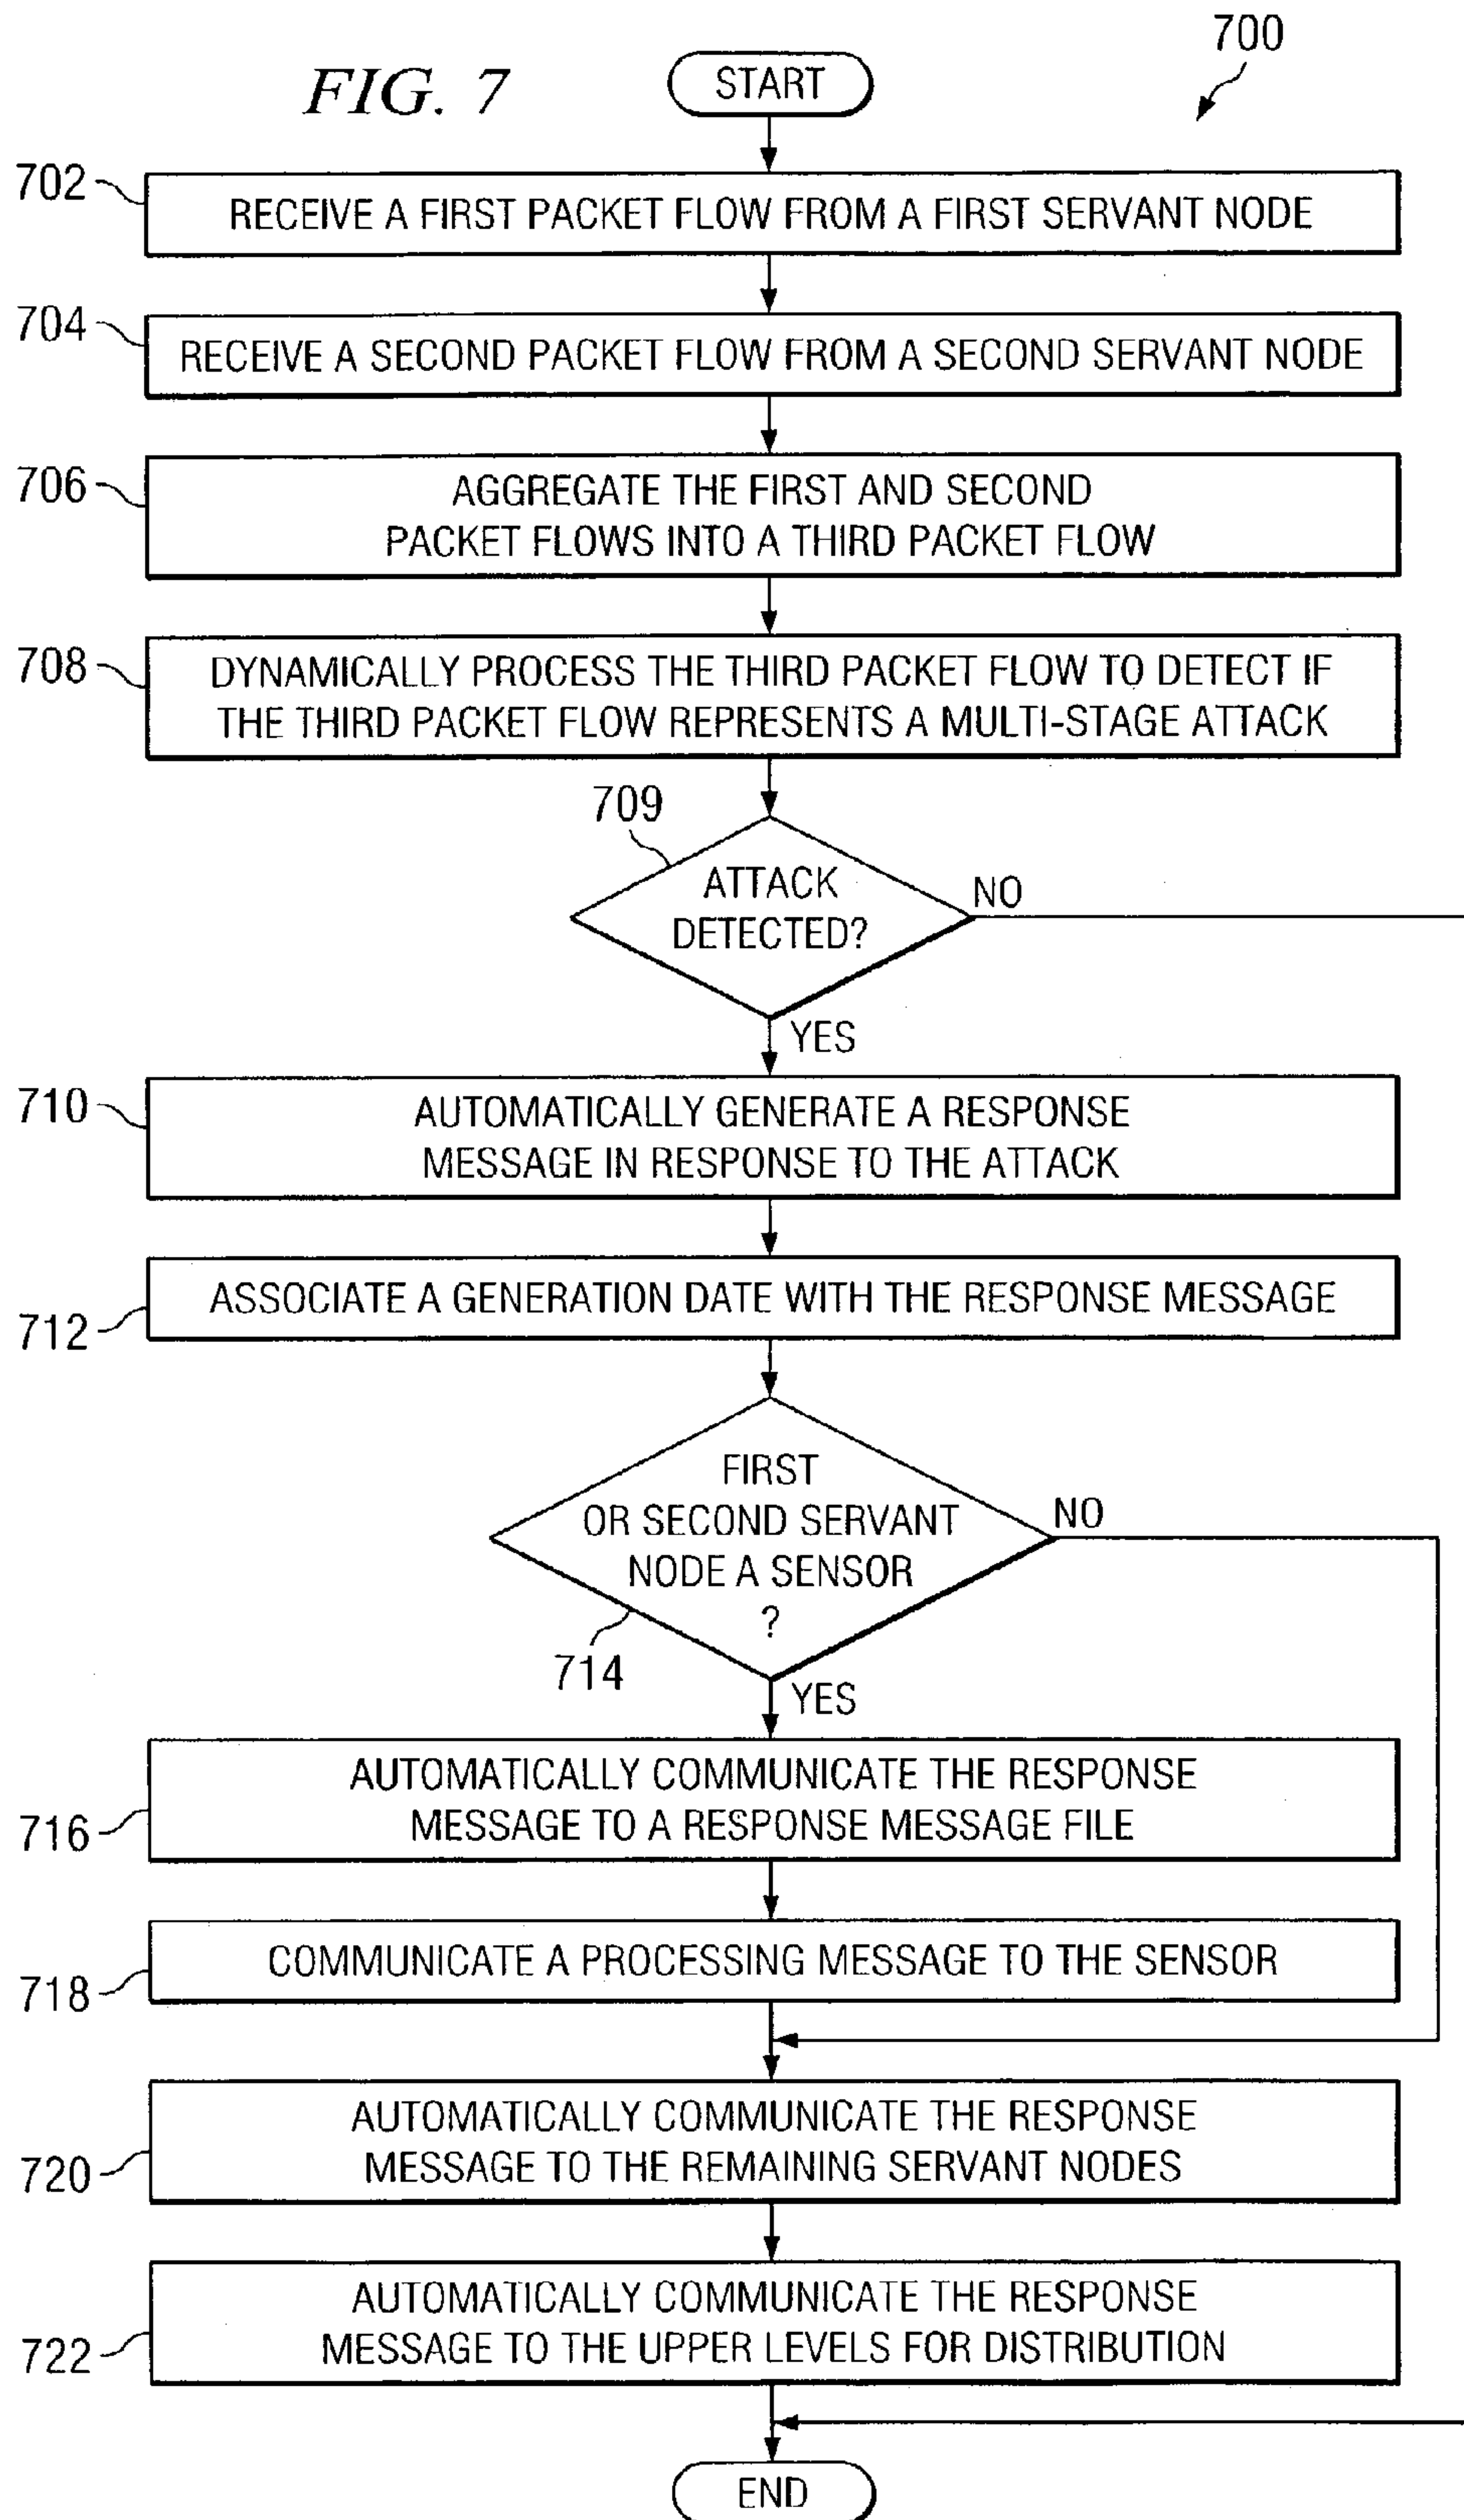 700
FIG. 7
START
702
RECEIVE A FIRST PACKET FLOW FROM A FIRST SERVANT NODE
704
RECEIVE A SECOND PACKET FLOW FROM A SECOND SERVANT NODE
706
AGGREGATE THE FIRST AND SECOND
PACKET FLOWS INTO A THIRD PACKET FLOW
708
DYNAMICALLY PROCESS THE THIRD PACKET FLOW TO DETECT IF
THE THIRD PACKET FLOW REPRESENTS A MULTI-STAGE ATTACK
709
ATTACK
DETECTED?
NO
YES
710
AUTOMATICALLY GENERATE A RESPONSE
MESSAGE IN RESPONSE TO THE ATTACK
712
ASSOCIATE A GENERATION DATE WITH THE RESPONSE MESSAGE
FIRST
OR SECOND SERVANT
NODE A SENSOR
?
NO
714
YES
716
AUTOMATICALLY COMMUNICATE THE RESPONSE
MESSAGE TO A RESPONSE MESSAGE FILE
718
COMMUNICATE A PROCESSING MESSAGE TO THE SENSOR
720
AUTOMATICALLY COMMUNICATE THE RESPONSE
MESSAGE TO THE REMAINING SERVANT NODES
722
AUTOMATICALLY COMMUNICATE THE RESPONSE
MESSAGE TO THE UPPER LEVELS FOR DISTRIBUTION
END